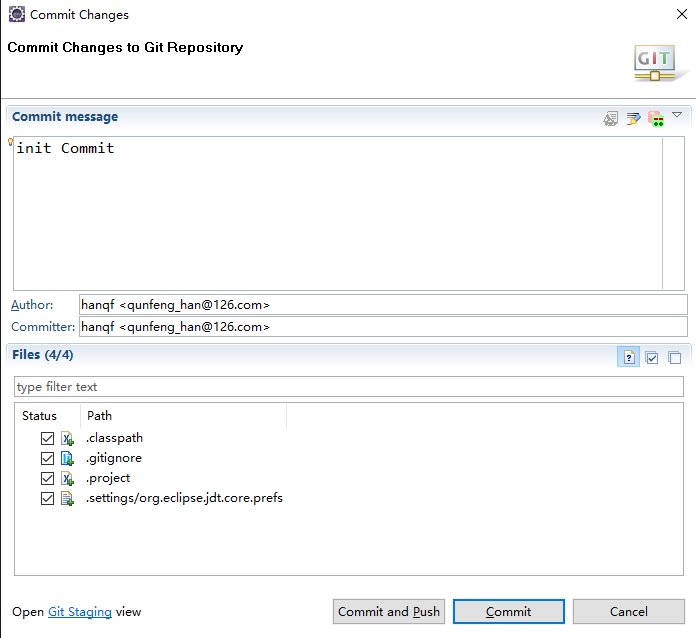 Commit Changes
Commit Changes to Git Repository
GIT
Commit message
init Commit
Author: hanqf <qunfeng_han@126.com>
Committer: hanqf <qunfeng_han@126.com>
Files (4/4)
type filter text
Status Path
.classpath
.gitignore
.project
.settings/org.eclipse.jdt.core.prefs
Open Git Staging view
Commit and Push
Commit
Cancel